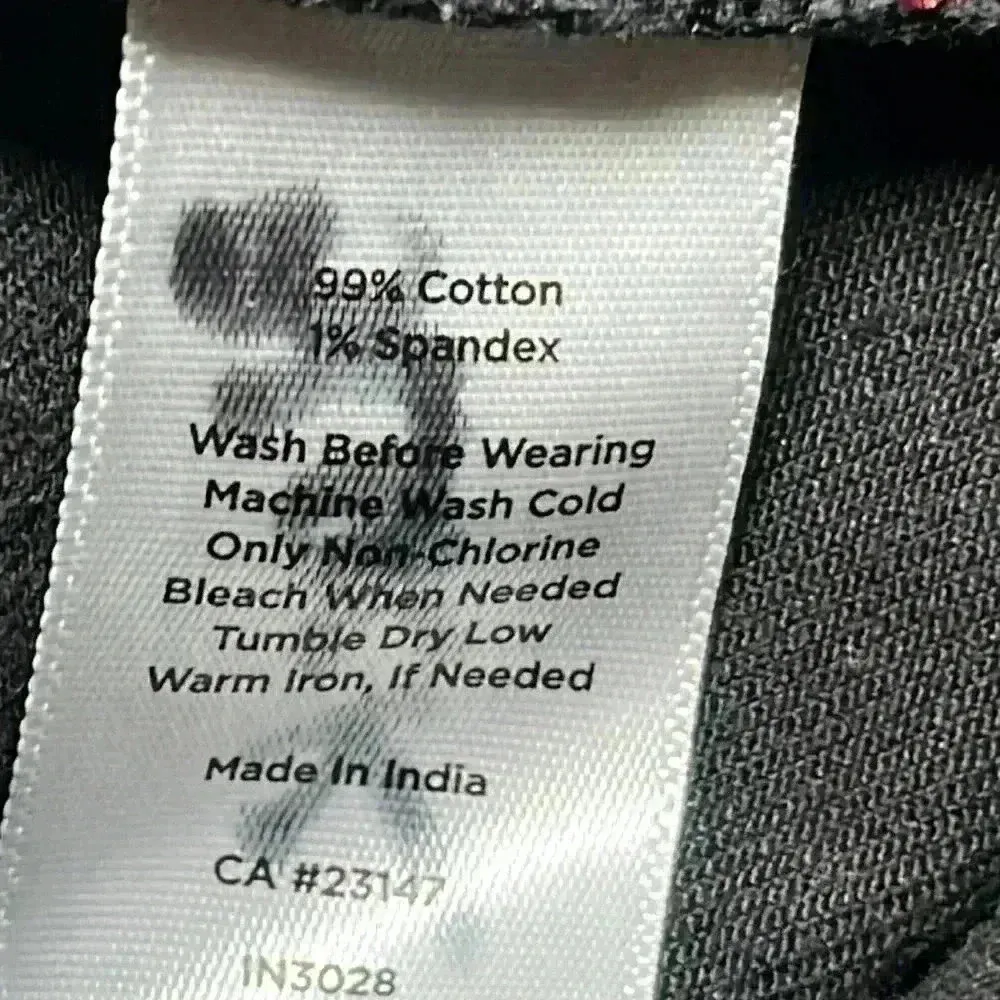 99% Cotton
1% Spandex
Wash Before Wearing
Machine Wash Cold
Only Non-Chlorine
Bleach When Needed
Tumble Dry Low
Warm Iron, If Needed
Made In India
CA #23147
IN3028